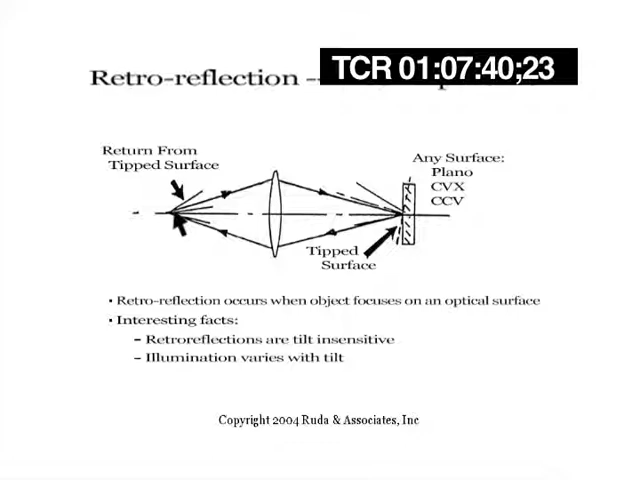 TCR 01:07:40;23
Retro-reflection --
Return From
Tipped Surface
Any Surface:
Plano
CVX
CCV
Tipped
Surface
• Retro-reflection occurs when object focuses on an optical surface
• Interesting facts:
– Retroreflections are tilt insensitive
– Illumination varies with tilt
Copyright 2004 Ruda & Associates, Inc